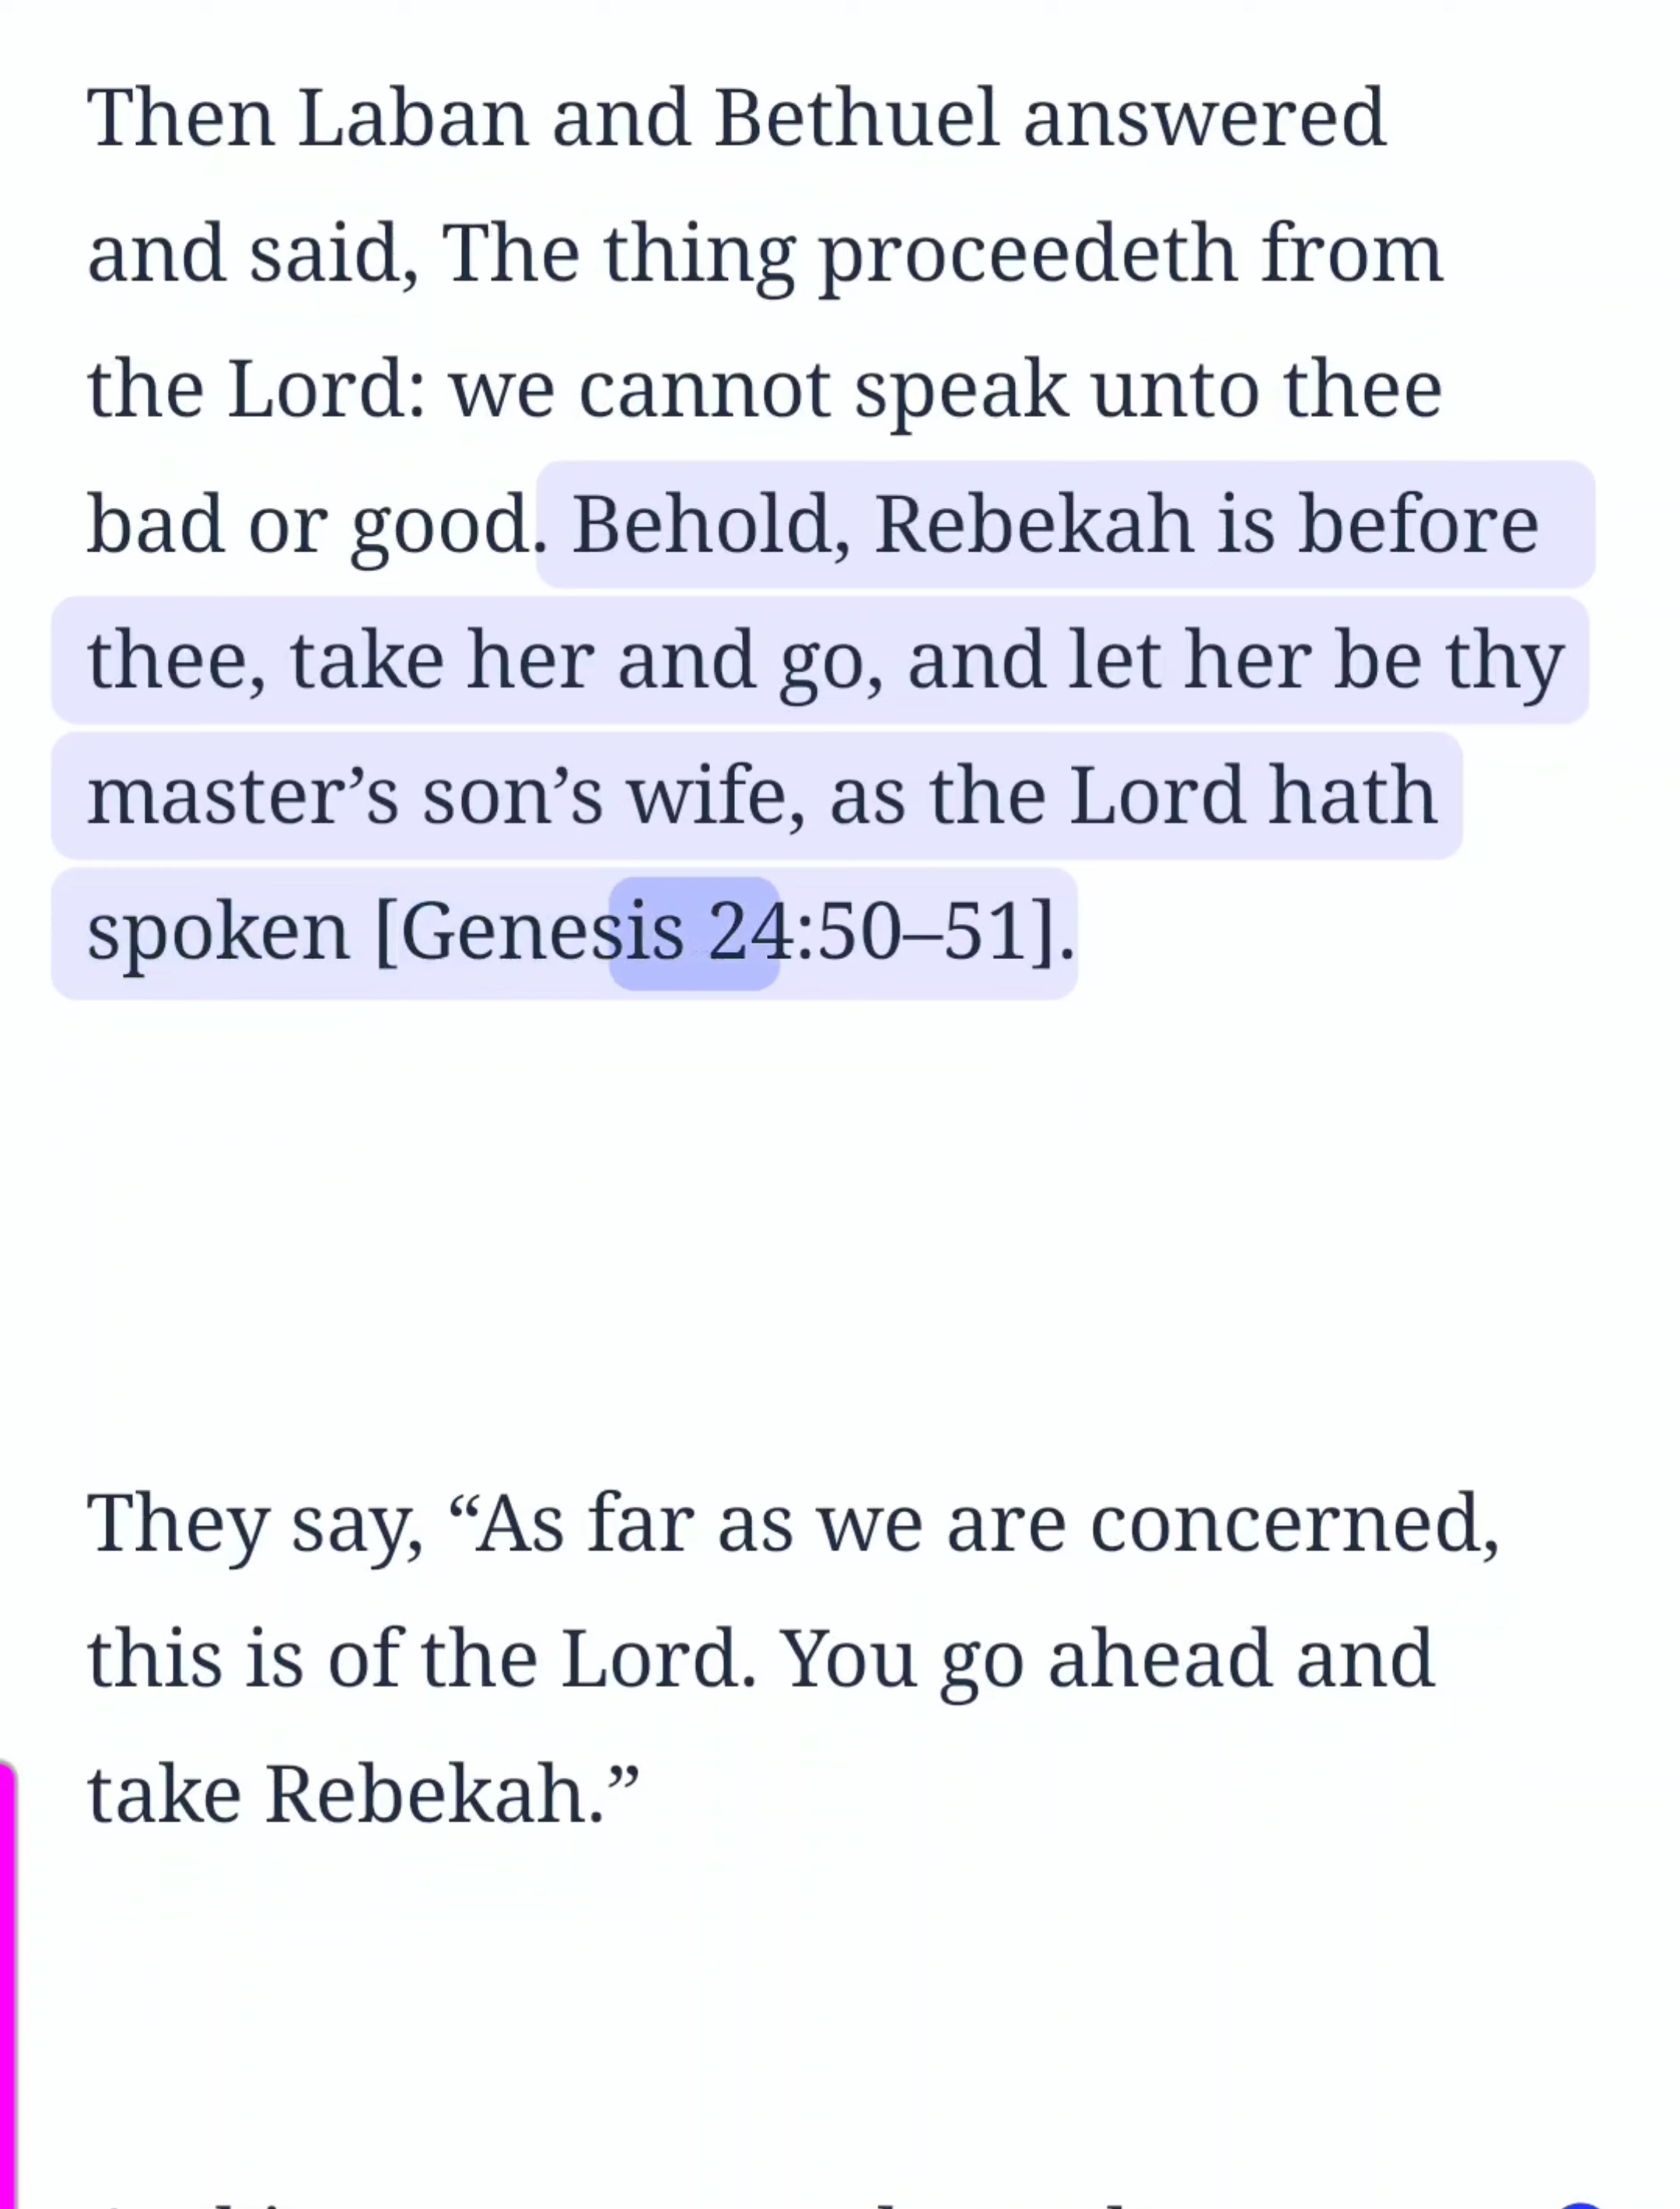 Then Laban and Bethuel answered
and said, The thing proceedeth from
the Lord: we cannot speak unto thee
bad or good. Behold, Rebekah is before
thee, take her and go, and let her be thy
master’s son’s wife, as the Lord hath
spoken [Genesis 24:50–51].
They say, “As far as we are concerned,
this is of the Lord. You go ahead and
take Rebekah.”